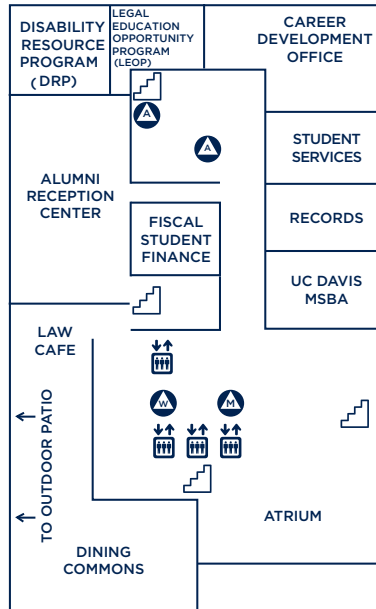 DISABILITY
RESOURCE
PROGRAM
(DRP)
LEGAL
EDUCATION
OPPORTUNITY
PROGRAM
(LEOP)
CAREER
DEVELOPMENT
OFFICE
A
A
STUDENT
SERVICES
ALUMNI
RECEPTION
CENTER
RECORDS
FISCAL
STUDENT
FINANCE
UC DAVIS
MSBA
LAW
CAFE
W
M
TO OUTDOOR PATIO
ATRIUM
DINING
COMMONS